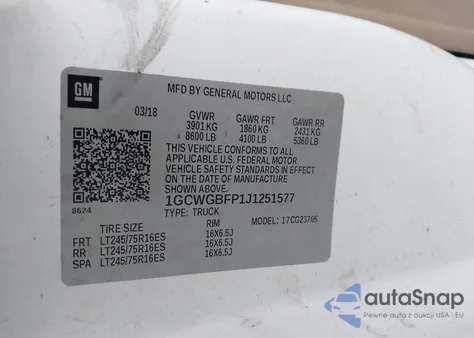 GM
MFD BY GENERAL MOTORS LLC
03/18
GVWR GAWR FRT GAWR RR
3901 KG 1860 KG 2431 KG
8600 LB 4100 LB 5360 LB
THIS VEHICLE CONFORMS TO ALL
APPLICABLE U.S. FEDERAL MOTOR
VEHICLE SAFETY STANDARDS IN EFFECT
ON THE DATE OF MANUFACTURE
SHOWN ABOVE.
8624
1GCWGBFP1J1251577
TYPE: TRUCK MODEL: 17CG23705
TIRE SIZE RIM
FRT LT245/75R16ES 16X6.5J
RR LT245/75R16ES 16X6.5J
SPA LT245/75R16ES 16X6.5J
autoSnap
Pewne auta z aukcji USA i EU